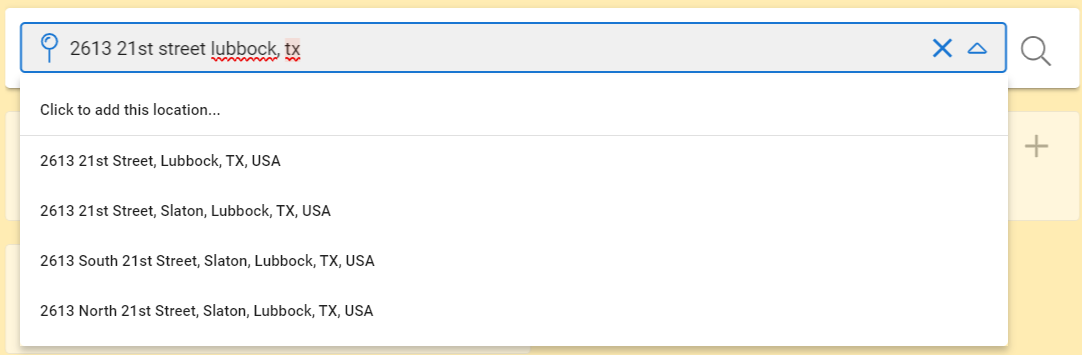 2613 21st street lubbock, tx
Click to add this location...
2613 21st Street, Lubbock, TX, USA
2613 21st Street, Slaton, Lubbock, TX, USA
2613 South 21st Street, Slaton, Lubbock, TX, USA
2613 North 21st Street, Slaton, Lubbock, TX, USA